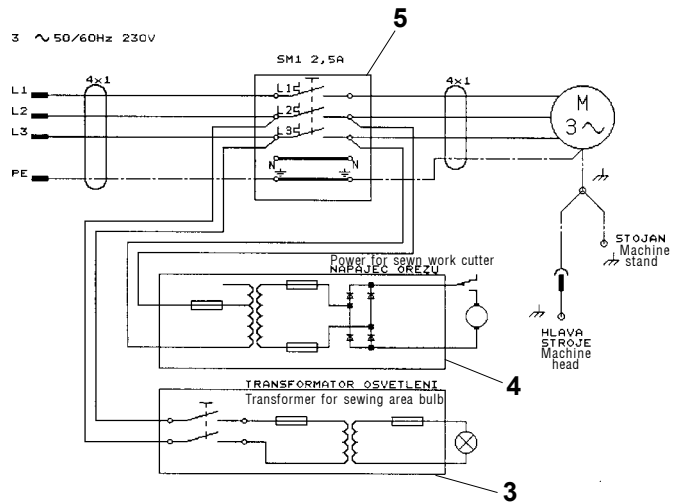 5
3 ∿50/60Hz 230V
SM1 2,5A
4x1
4x1
L1
L2
L3
PE
L1
L2
L3
N
N
M
3∿
STOJAN
Machine
stand
HLAVA
STROJE
Machine
head
Power for sewn work cutter
NAPAJEC OREZU
4
TRANSFORMATOR OSVETLENI
Transformer for sewing area bulb
3